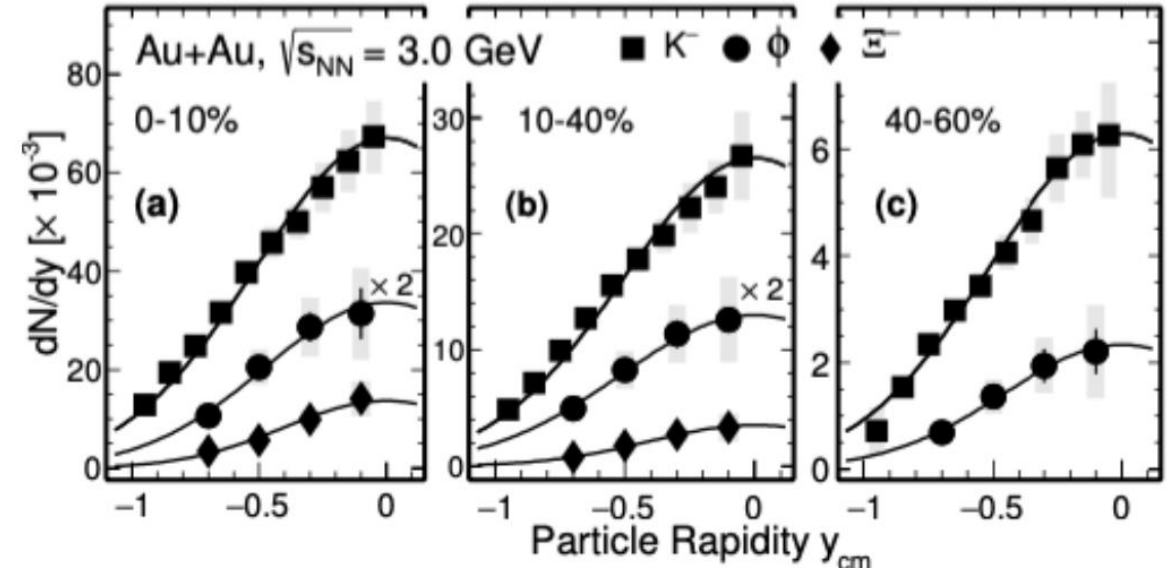 Au+Au, √sNN = 3.0 GeV
K⁻ ϕ Ξ⁻
0-10%
10-40%
40-60%
(a)
(b)
(c)
× 2
× 2
dN/dy [× 10⁻³]
80
60
40
20
0
30
20
10
0
6
4
2
0
−1 −0.5 0
−1 −0.5 0
−1 −0.5 0
Particle Rapidity ycm